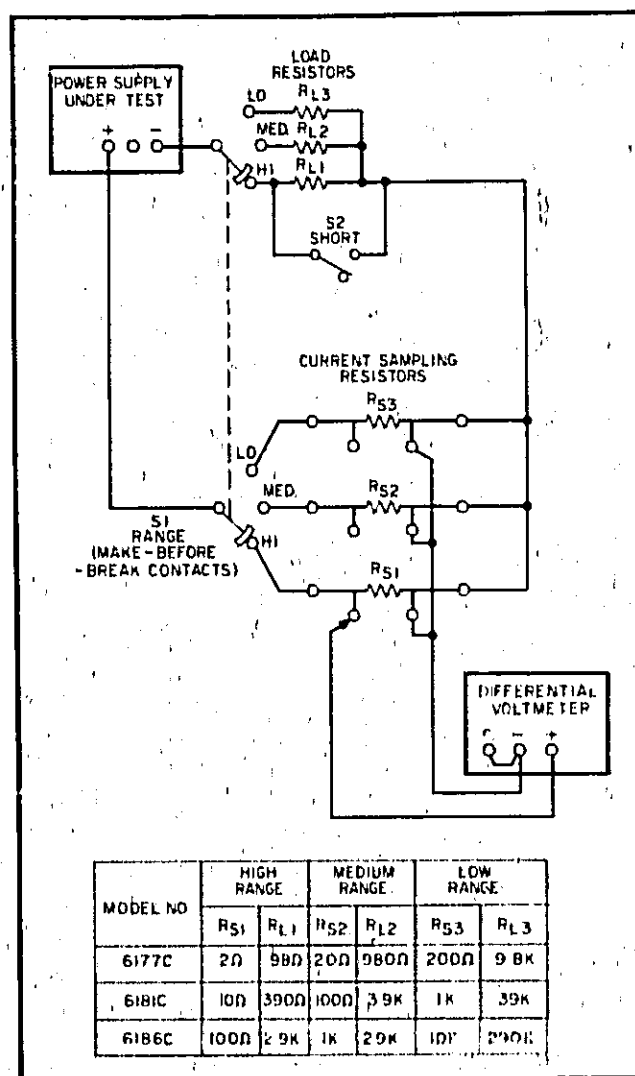 LOAD
RESISTORS
POWER SUPPLY
UNDER TEST
+ -
LO RL3
MED. RL2
HI RL1
S2
SHORT
CURRENT SAMPLING
RESISTORS
RS3
LO
MED. RS2
S1
RANGE
(MAKE-BEFORE
-BREAK CONTACTS)
HI
RS1
DIFFERENTIAL
VOLTMETER
- +
MODEL NO HIGH RANGE MEDIUM RANGE LOW RANGE
RS1 RL1 RS2 RL2 RS3 RL3
6177C 2Ω 98Ω 20Ω 980Ω 200Ω 9.8K
6181C 10Ω 390Ω 100Ω 3.9K 1K 39K
6186C 100Ω 2.9K 1K 29K